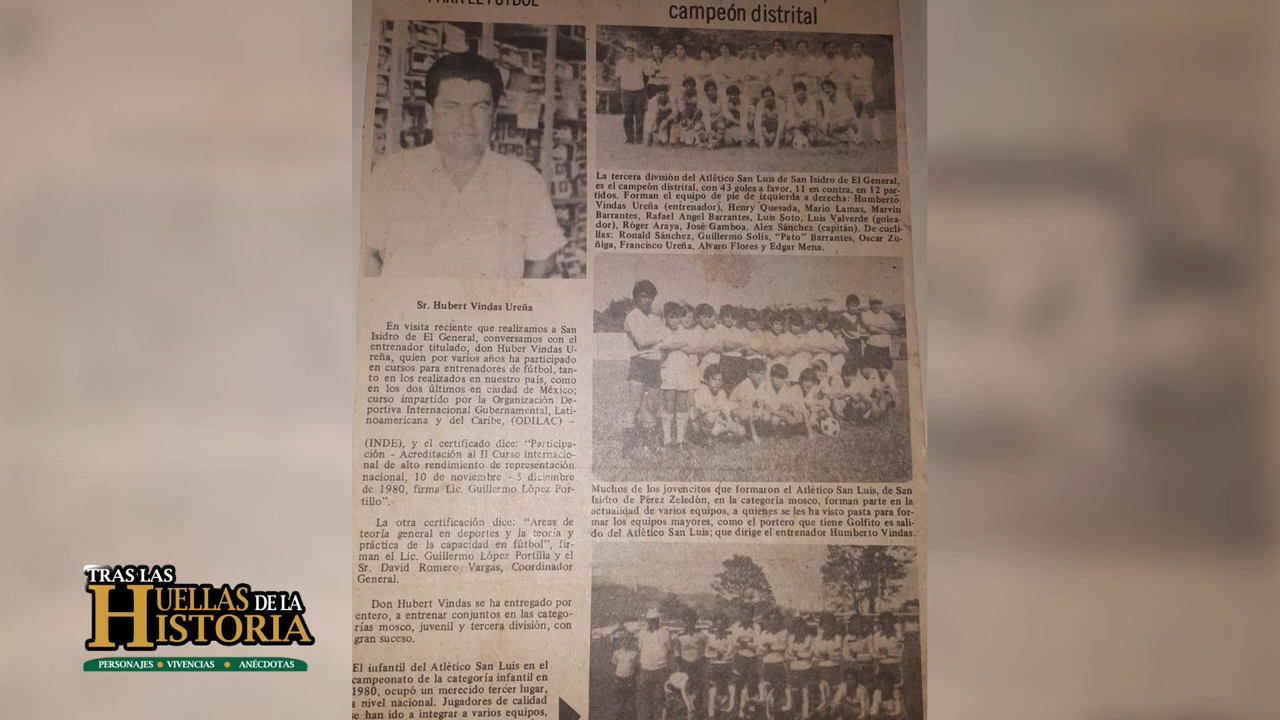 PARA EL FUTBOL
campeón distrital
Sr. Hubert Vindas Ureña
En visita reciente que realizamos a San
Isidro de El General, conversamos con el
entrenador titulado, don Huber Vindas U-
reña, quien por varios años ha participado
en cursos para entrenadores de fútbol, tan-
to en los realizados en nuestro país, como
en los dos últimos en ciudad de México;
curso impartido por la Organización De-
portiva Internacional Gubernamental, Lati-
noamericana y del Caribe, (ODILAC) –
(INDE), y el certificado dice: "Participa-
ción - Acreditación al II Curso internacio-
nal de alto rendimiento de representación
nacional, 10 de noviembre - 5 diciembre
de 1980, firma Lic. Guillermo López Por-
tillo".
La otra certificación dice: "Areas de
teoría general en deportes y la teoría y
práctica de la capacidad en fútbol", fir-
man el Lic. Guillermo López Portilla y el
Sr. David Romero Vargas, Coordinador
General.
Don Hubert Vindas se ha entregado por
entero, a entrenar conjuntos en las catego-
rías mosco, juvenil y tercera división, con
gran suceso.
El infantil del Atlético San Luis en el
campeonato de la categoría infantil en
1980, ocupó un merecido tercer lugar,
a nivel nacional. Jugadores de calidad
se han ido a integrar a varios equipos,
La tercera división del Atlético San Luis de San Isidro de El General,
es el campeón distrital, con 43 goles a favor, 11 en contra, en 12 par-
tidos. Forman el equipo de pie de izquierda a derecha: Humberto
Vindas Ureña (entrenador), Henry Quesada, Mario Lamas, Marvin
Barrantes, Rafael Angel Barrantes, Luis Soto, Luis Valverde (golea-
dor), Róger Araya, José Gamboa, Alex Sánchez (capitán). De cucli-
llas: Ronald Sánchez, Guillermo Solís, "Pato" Barrantes, Oscar Zú-
ñiga, Francisco Ureña, Alvaro Flores y Edgar Mena.
Muchos de los jovencitos que formaron el Atlético San Luis, de San
Isidro de Pérez Zeledón, en la categoría mosco, forman parte en la
actualidad de varios equipos, a quienes se les ha visto pasta para for-
mar los equipos mayores, como el portero que tiene Golfito es sali-
do del Atlético San Luis; que dirige el entrenador Humberto Vindas.
TRAS LAS
HUELLAS DE LA
HISTORIA
PERSONAJES • VIVENCIAS • ANÉCDOTAS